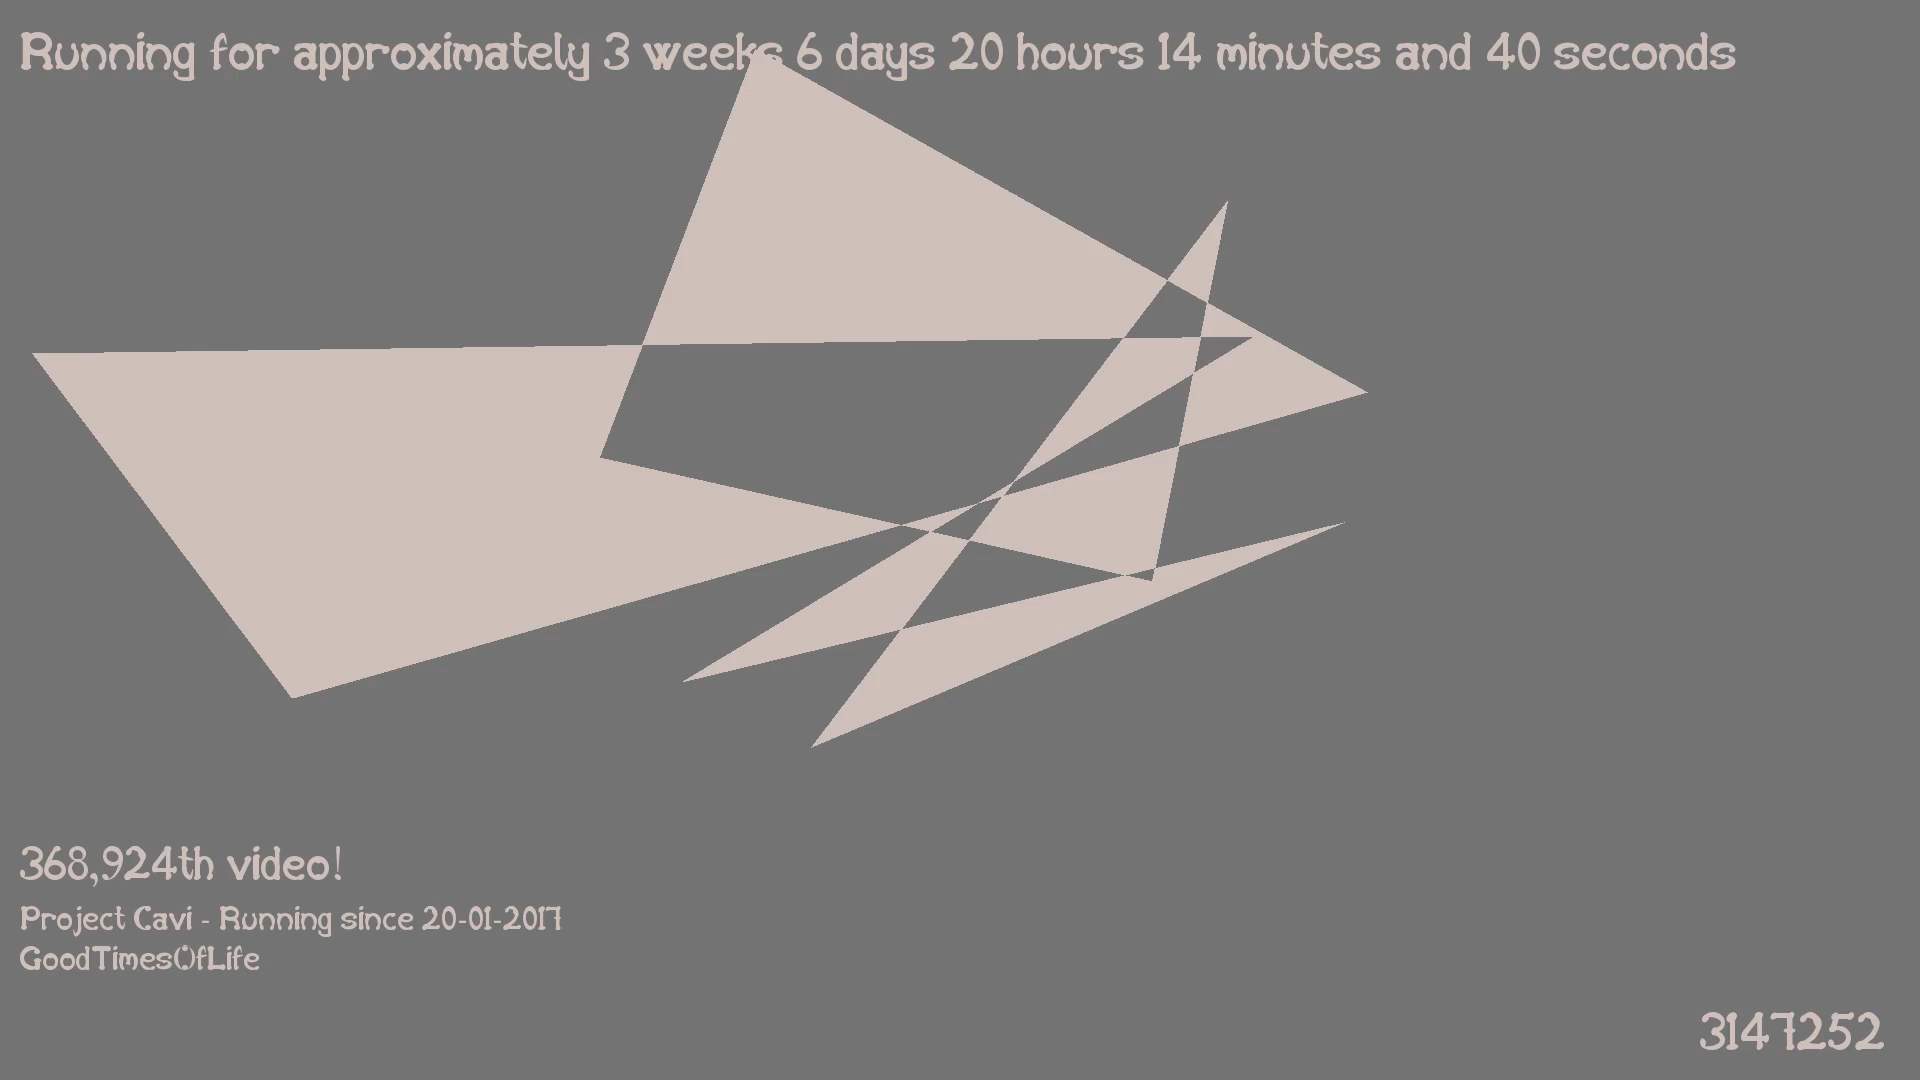 Running for approximately 3 weeks 6 days 20 hours 14 minutes and 40 seconds
368,924th video!
Project Cavi - Running since 20-01-2017
GoodTimesOfLife
3147252